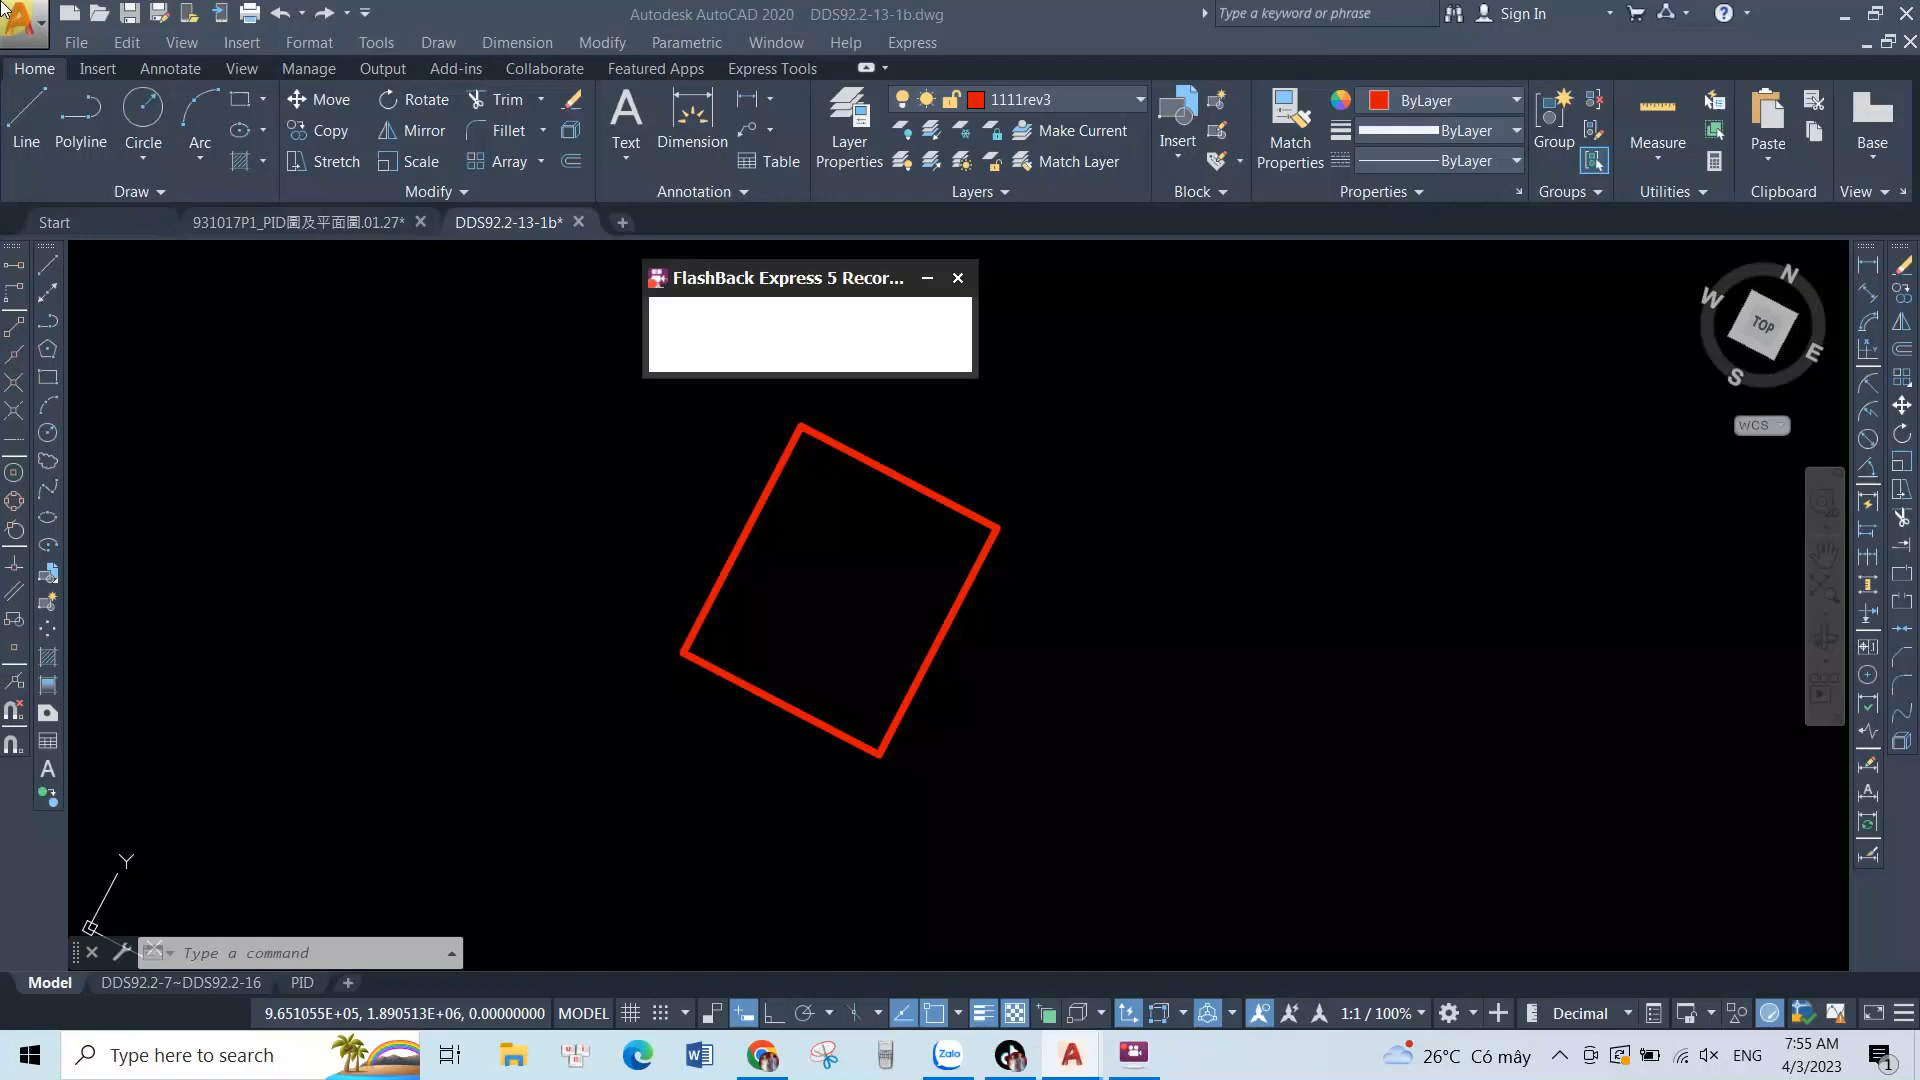 Autodesk AutoCAD 2020 DDS92.2-13-1b.dwg
Type a keyword or phrase
Sign In
File Edit View Insert Format Tools Draw Dimension Modify Parametric Window Help Express
Home Insert Annotate View Manage Output Add-ins Collaborate Featured Apps Express Tools
Line Polyline Circle Arc
Move Rotate Trim
Copy Mirror Fillet
Stretch Scale Array
Text Dimension
Table
Layer Properties
1111rev3
Make Current
Match Layer
Insert
Match Properties
ByLayer
ByLayer
ByLayer
Group
Measure
Paste
Base
Draw Modify Annotation Layers Block Properties Groups Utilities Clipboard View
Start 931017P1_PID圖及平面圖.01.27* DDS92.2-13-1b*
FlashBack Express 5 Recor...
N
W
TOP
E
S
WCS
Y
Type a command
Model DDS92.2-7~DDS92.2-16 PID
9.651055E+05, 1.890513E+06, 0.00000000 MODEL 1:1 / 100% Decimal
Type here to search
Zalo
26°C Có mây
ENG
7:55 AM
4/3/2023
1